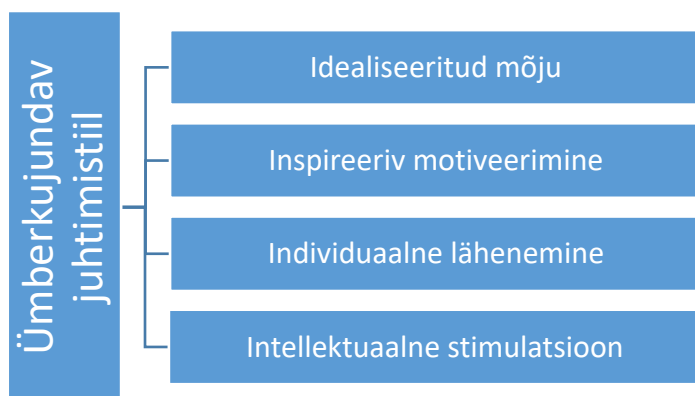 Ümberkujundav
juhtimistiil
Idealiseeritud mõju
Inspireeriv motiveerimine
Individuaalne lähenemine
Intellektuaalne stimulatsioon